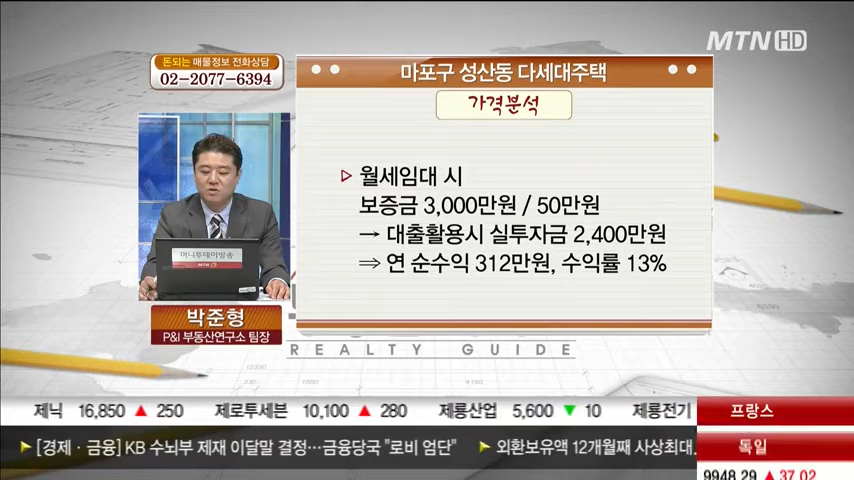 돈되는 매물정보 전화상담
02-2077-6394
MTN HD
마포구 성산동 다세대주택
가격분석
▷ 월세임대 시
보증금 3,000만원 / 50만원
→ 대출활용시 실투자금 2,400만원
⇒ 연 순수익 312만원, 수익률 13%
머니투데이방송
MTN
박준형
P&I 부동산연구소 팀장
REALTY GUIDE
제닉 16,850 ▲ 250 제로투세븐 10,100 ▲ 280 제룡산업 5,600 ▼ 10 제룡전기
프랑스
▶ [경제 · 금융] KB 수뇌부 제재 이달말 결정…금융당국 "로비 엄단" ▶ 외환보유액 12개월째 사상최대.
독일
9948.29 ▲ 37.02